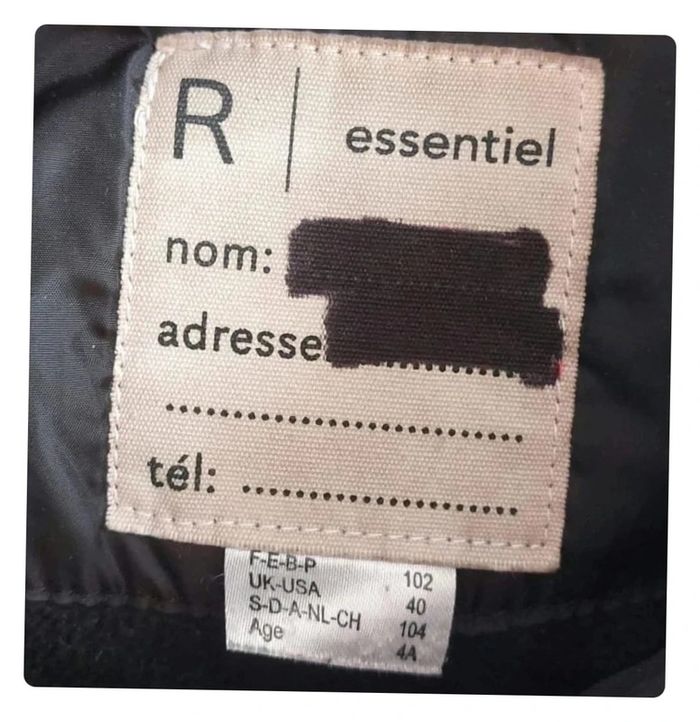 R | essentiel
nom:
adresse
tél:
F-E-B-P 102
UK-USA 40
S-D-A-NL-CH 104
Age 4A